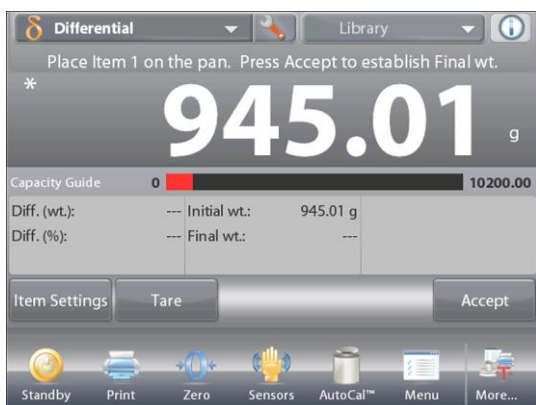 δ Differential Library i
Place Item 1 on the pan. Press Accept to establish Final wt.
* 945.01 g
Capacity Guide 0 10200.00
Diff. (wt.): --- Initial wt.: 945.01 g
Diff. (%): --- Final wt.: ---
Item Settings Tare Accept
→0←
Standby Print Zero Sensors AutoCal™ Menu More...